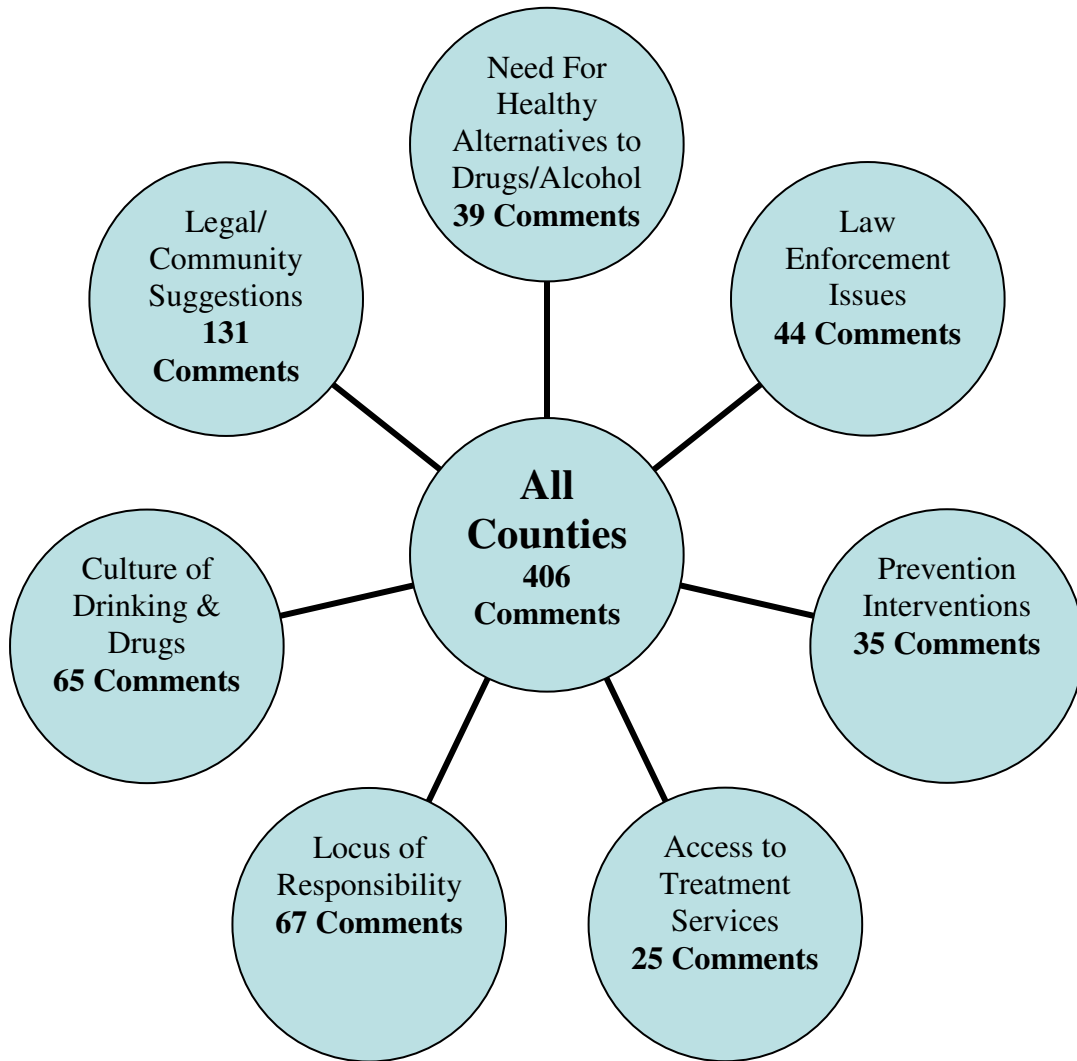 Need For
Healthy
Alternatives to
Drugs/Alcohol
39 Comments
Legal/
Community
Suggestions
131
Comments
Law
Enforcement
Issues
44 Comments
All
Counties
406
Comments
Culture of
Drinking &
Drugs
65 Comments
Prevention
Interventions
35 Comments
Locus of
Responsibility
67 Comments
Access to
Treatment
Services
25 Comments